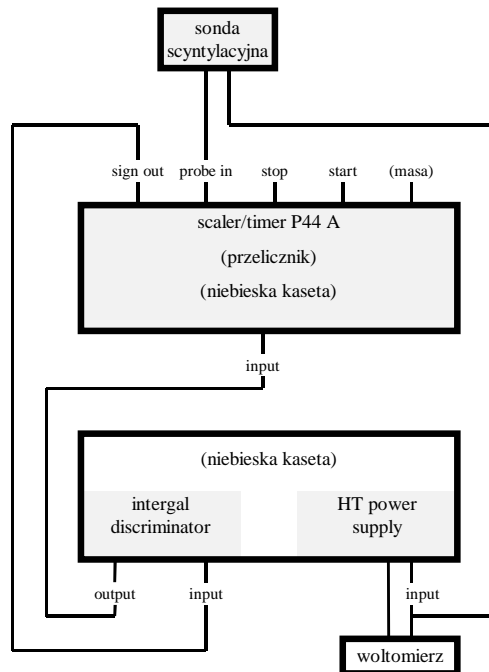 sonda
scyntylacyjna
sign out probe in stop start (masa)
scaler/timer P44 A
(przelicznik)
(niebieska kaseta)
input
(niebieska kaseta)
intergal
discriminator
HT power
supply
output input input
woltomierz